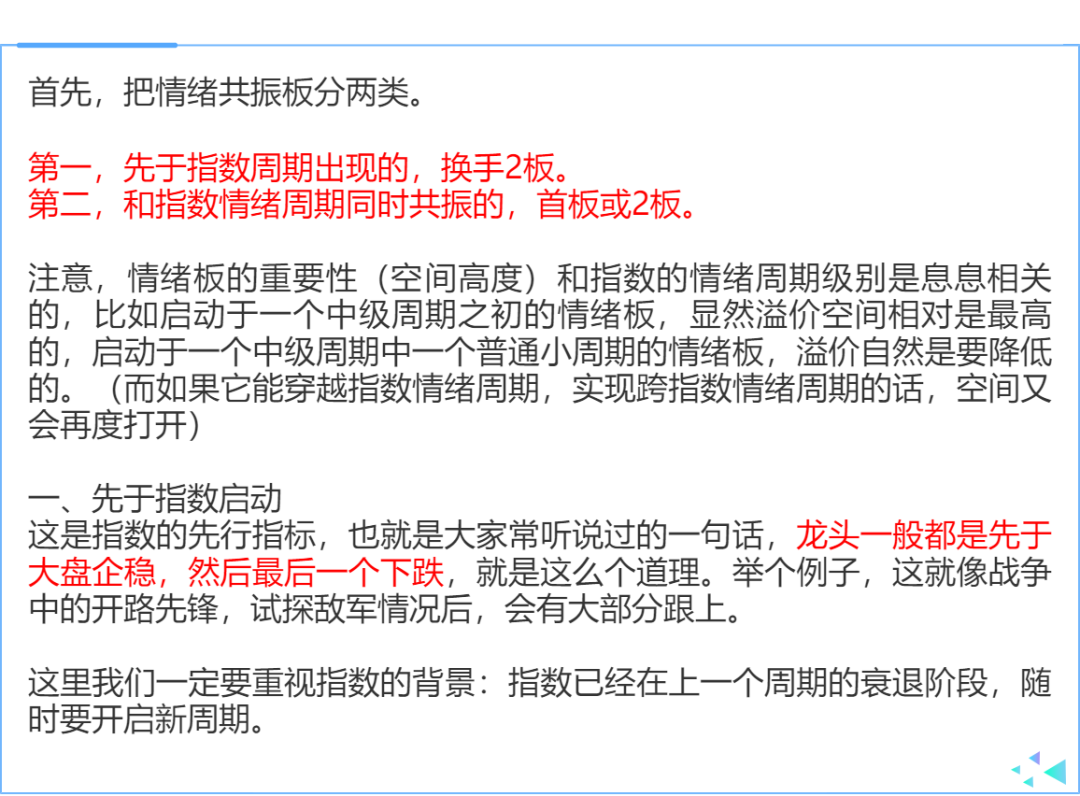 首先，把情绪共振板分两类。
第一，先于指数周期出现的，换手2板。
第二，和指数情绪周期同时共振的，首板或2板。
注意，情绪板的重要性（空间高度）和指数的情绪周期级别是息息相关
的，比如启动于一个中级周期之初的情绪板，显然溢价空间相对是最高
的，启动于一个中级周期中一个普通小周期的情绪板，溢价自然是要降低
的。（而如果它能穿越指数情绪周期，实现跨指数情绪周期的话，空间又
会再度打开）
一、先于指数启动
这是指数的先行指标，也就是大家常听说过的一句话，龙头一般都是先于
大盘企稳，然后最后一个下跌，就是这么个道理。举个例子，这就像战争
中的开路先锋，试探敌军情况后，会有大部分跟上。
这里我们一定要重视指数的背景：指数已经在上一个周期的衰退阶段，随
时要开启新周期。